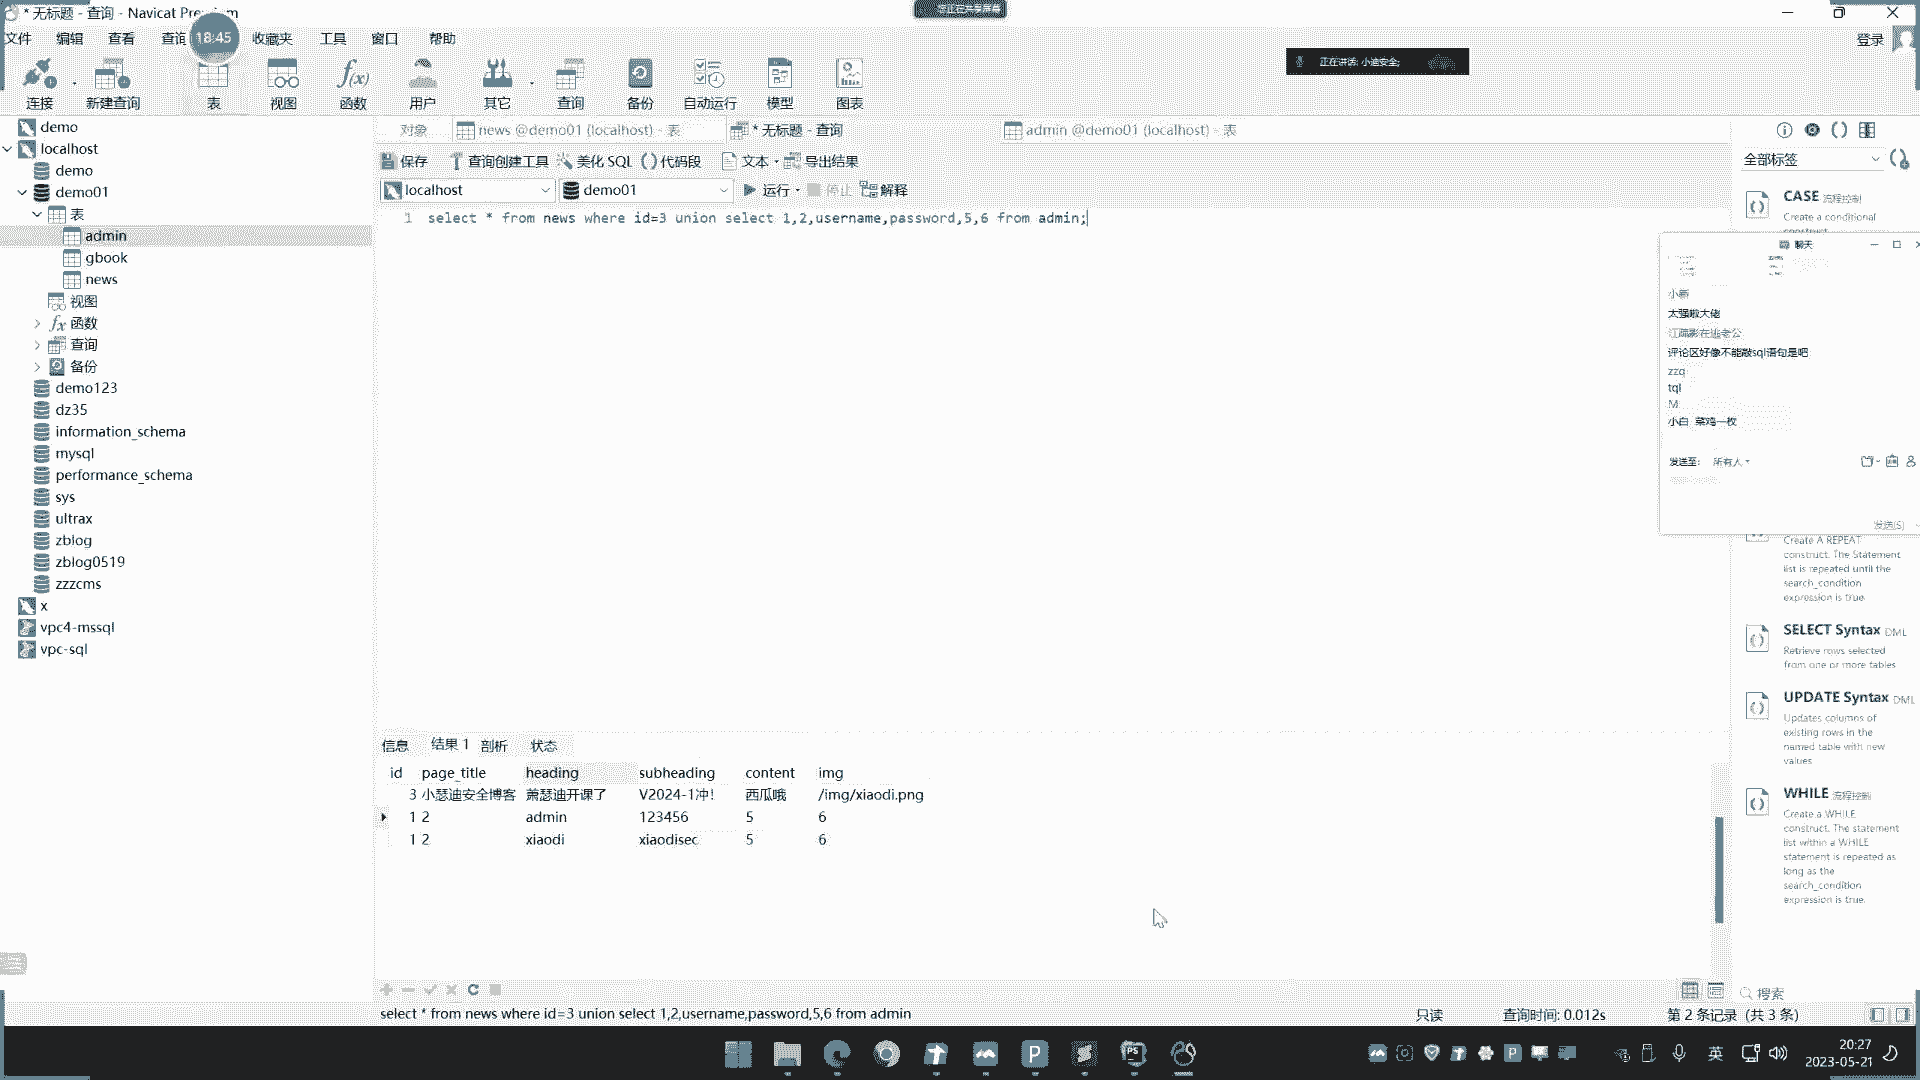 * 无标题 - 查询 - Navicat Premium
文件 编辑 查看 查询 18:45 收藏夹 工具 窗口 帮助
登录
正在讲话: 小迪安全;
连接 新建查询 表 视图 函数 用户 其它 查询 备份 自动运行 模型 图表
对象 news @demo01 (localhost) - 表 * 无标题 - 查询 admin @demo01 (localhost) - 表
保存 查询创建工具 美化 SQL 代码段 文本 导出结果
localhost demo01 运行 停止 解释
1 select * from news where id=3 union select 1,2,username,password,5,6 from admin;
demo
localhost
demo
demo01
表
admin
gbook
news
视图
函数
查询
备份
demo123
dz35
information_schema
mysql
performance_schema
sys
ultrax
zblog
zblog0519
zzzcms
x
vpc4-mssql
vpc-sql
全部标签
CASE 流程控制
Create a conditional
聊天
小新
太强啦大佬
评论区好像不能敲sql语句是吧
zzq
tql
M
小白 菜鸡一枚
发送至: 所有人
发送(S)
Create A REPEAT
construct. The Statement
list is repeated until the
search_condition
expression is true.
SELECT Syntax DML
Retrieve rows selected
from one or more tables
UPDATE Syntax DML
Updates columns of
existing rows in the
named table with new
values
WHILE 流程控制
Create a WHILE
construct. The statement
list within a WHILE
statement is repeated as
long as the
search_condition
expression is true.
搜索
信息 结果 1 剖析 状态
id page_title heading subheading content img
3 小瑟迪安全博客 萧瑟迪开课了 V2024-1冲! 西瓜哦 /img/xiaodi.png
1 2 admin 123456 5 6
1 2 xiaodi xiaodisec 5 6
select * from news where id=3 union select 1,2,username,password,5,6 from admin
只读 查询时间: 0.012s 第 2 条记录 (共 3 条)
英
20:27
2023-05-21